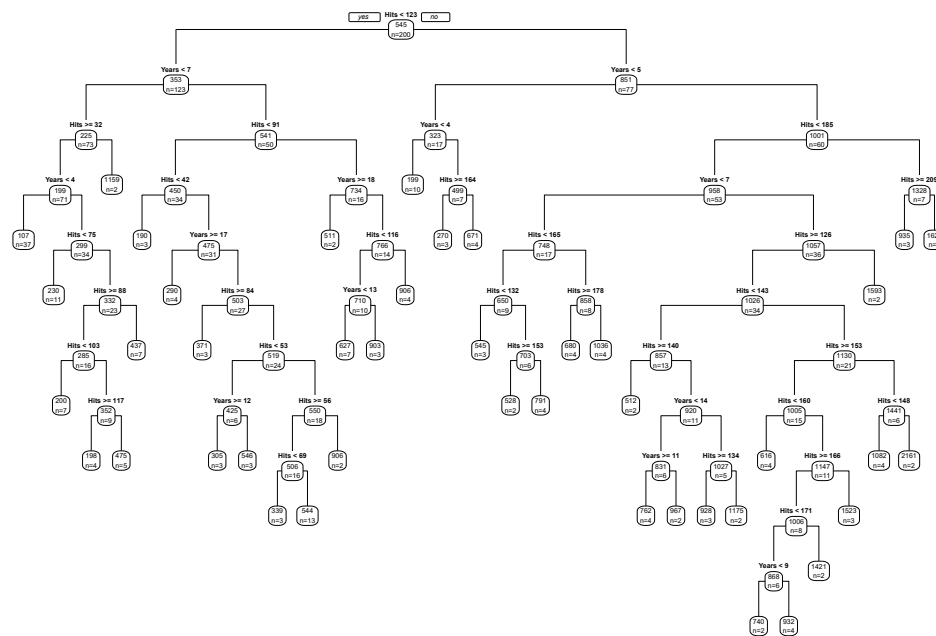 yes Hits < 123 no
545
n=200
Years < 7 Years < 5
353 851
n=123 n=77
Hits >= 32 Hits < 91 Years < 4 Hits < 185
225 541 323 1001
n=73 n=50 n=17 n=60
Years < 4 Hits < 42 Years >= 18 Hits >= 164 Years < 7 Hits >= 209
199 1159 450 734 199 499 958 1328
n=71 n=2 n=34 n=16 n=10 n=7 n=53 n=7
Hits < 75 Years >= 17 Hits < 116 Hits < 165 Hits >= 126
107 299 190 475 511 766 270 671 748 1057 935
n=37 n=34 n=3 n=31 n=2 n=14 n=3 n=4 n=17 n=36 n=3
Hits >= 88 Hits >= 84 Years < 13 Hits < 132 Hits >= 178 Hits < 143
230 332 290 503 710 906 650 858 1026 1593
n=11 n=23 n=4 n=27 n=10 n=4 n=9 n=8 n=34 n=2
Hits < 103 Hits < 53 Hits >= 153 Hits >= 140 Hits >= 153
285 437 371 519 627 903 545 703 680 1036 857 1130
n=16 n=7 n=3 n=24 n=7 n=3 n=3 n=6 n=4 n=4 n=13 n=21
Hits >= 117 Years >= 12 Hits >= 56 Years < 14 Hits < 160 Hits < 148
200 352 425 550 528 791 512 920 1005 1441
n=7 n=9 n=6 n=18 n=2 n=4 n=2 n=11 n=15 n=6
Hits < 69 Years >= 11 Hits >= 134 Hits >= 166
198 475 305 546 506 906 831 1027 616 1147 1082 2161
n=4 n=5 n=3 n=3 n=16 n=2 n=6 n=5 n=4 n=11 n=4 n=2
Hits < 171
339 544 762 967 928 1175 1006 1523
n=3 n=13 n=4 n=2 n=3 n=2 n=8 n=3
Years < 9
868 1421
n=6 n=2
740 932
n=2 n=4